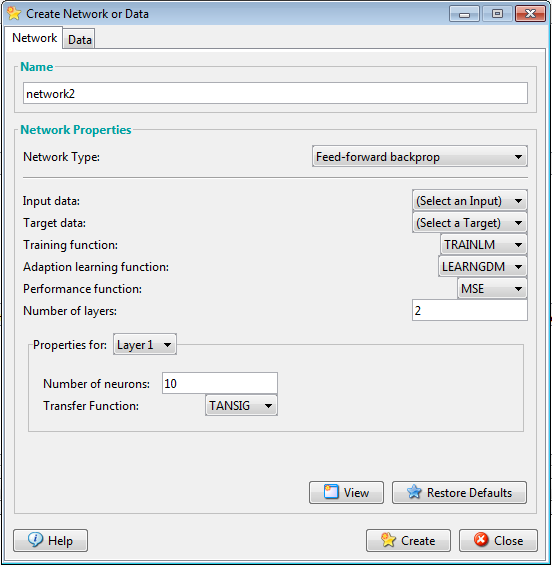 Create Network or Data
Network Data
Name
network2
Network Properties
Network Type: Feed-forward backprop
Input data: (Select an Input)
Target data: (Select a Target)
Training function: TRAINLM
Adaption learning function: LEARNGDM
Performance function: MSE
Number of layers: 2
Properties for: Layer 1
Number of neurons: 10
Transfer Function: TANSIG
View Restore Defaults
Help Create Close